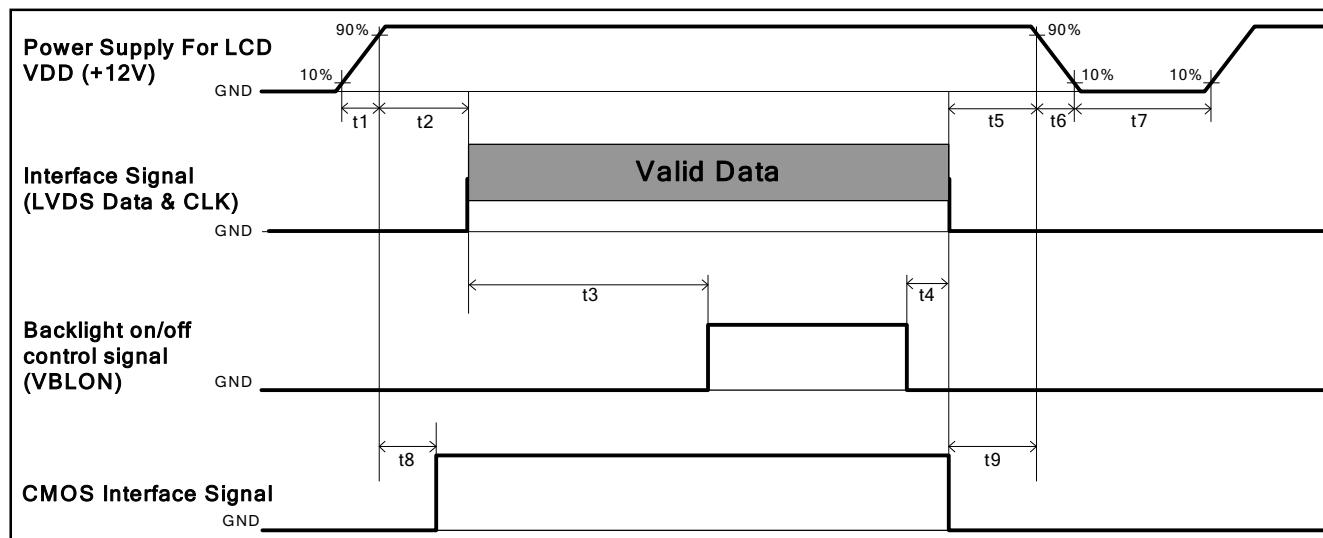 Power Supply For LCD
VDD (+12V)
90%
90%
10%
10%
10%
GND
t1
t2
t5
t6
t7
Valid Data
Interface Signal
(LVDS Data & CLK)
GND
t3
t4
Backlight on/off
control signal
(VBLON)
GND
t8
t9
CMOS Interface Signal
GND